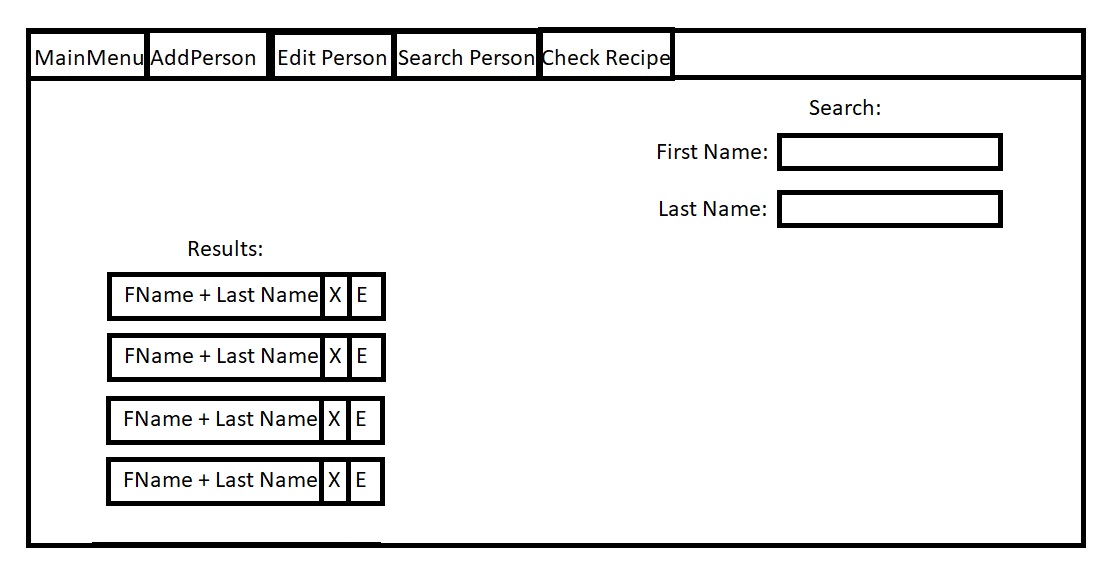 MainMenu AddPerson Edit Person Search Person Check Recipe
Search:
First Name:
Last Name:
Results:
FName + Last Name X E
FName + Last Name X E
FName + Last Name X E
FName + Last Name X E